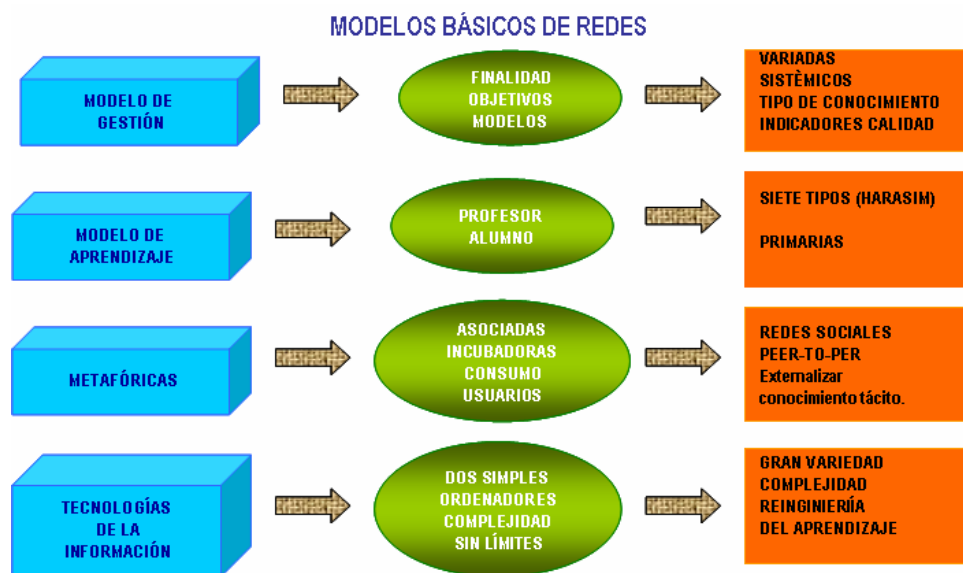 MODELOS BÁSICOS DE REDES
MODELO DE
GESTIÓN
FINALIDAD
OBJETIVOS
MODELOS
VARIADAS
SISTÈMICOS
TIPO DE CONOCIMIENTO
INDICADORES CALIDAD
MODELO DE
APRENDIZAJE
PROFESOR
ALUMNO
SIETE TIPOS (HARASIM)
PRIMARIAS
METAFÓRICAS
ASOCIADAS
INCUBADORAS
CONSUMO
USUARIOS
REDES SOCIALES
PEER-TO-PER
Externalizar
conocimiento tácito.
TECNOLOGÍAS
DE LA
INFORMACIÓN
DOS SIMPLES
ORDENADORES
COMPLEJIDAD
SIN LÍMITES
GRAN VARIEDAD
COMPLEJIDAD
REINGINIERÍÍA
DEL APRENDIZAJE